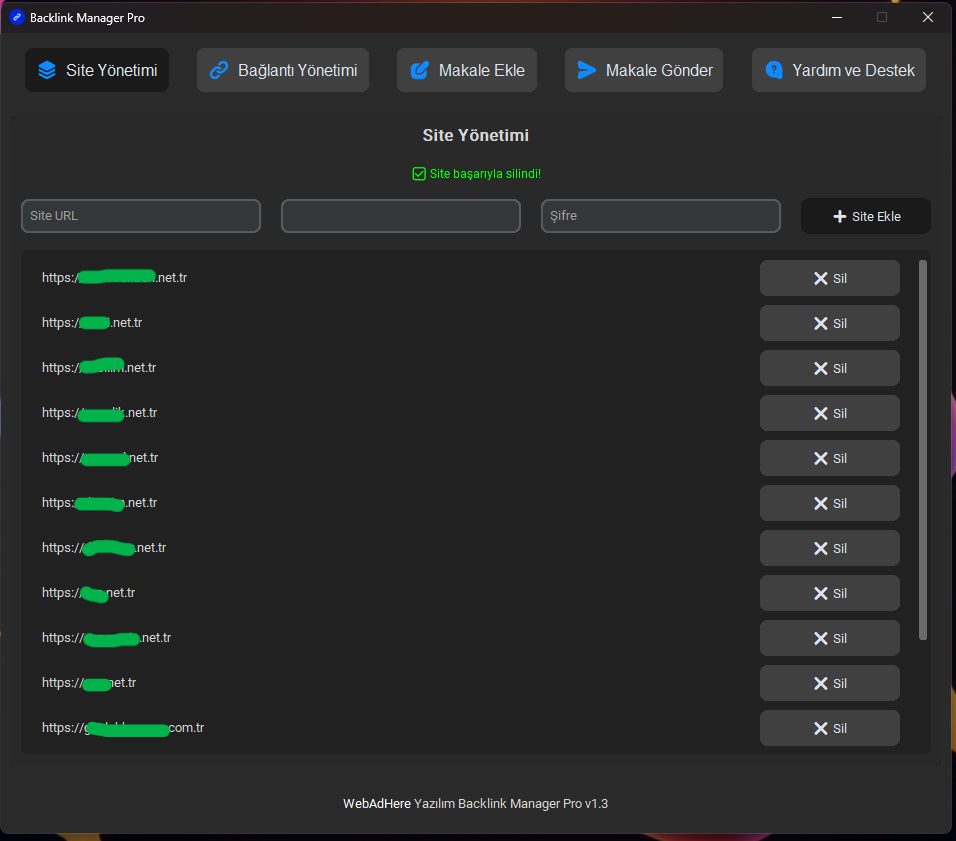 Backlink Manager Pro
Site Yönetimi Bağlantı Yönetimi Makale Ekle Makale Gönder Yardım ve Destek
Site Yönetimi
Site başarıyla silindi!
Site URL Şifre Site Ekle
https:/ .net.tr Sil
https:/ .net.tr Sil
https:/ .net.tr Sil
https:/ .net.tr Sil
https:/ net.tr Sil
https: .net.tr Sil
https:// .net.tr Sil
https:/ net.tr Sil
https:// .net.tr Sil
https:// net.tr Sil
https:// com.tr Sil
WebAdHere Yazılım Backlink Manager Pro v1.3